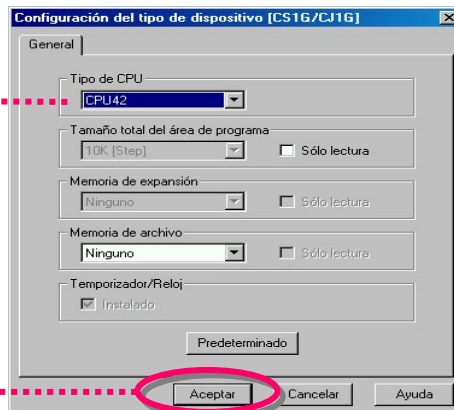 Configuración del tipo de dispositivo [CS1G/CJ1G]
General
Tipo de CPU
CPU42
Tamaño total del área de programa
10K [Step]
Sólo lectura
Memoria de expansión
Ninguno
Sólo lectura
Memoria de archivo
Ninguno
Sólo lectura
Temporizador/Reloj
Instalado
Predeterminado
Aceptar
Cancelar
Ayuda